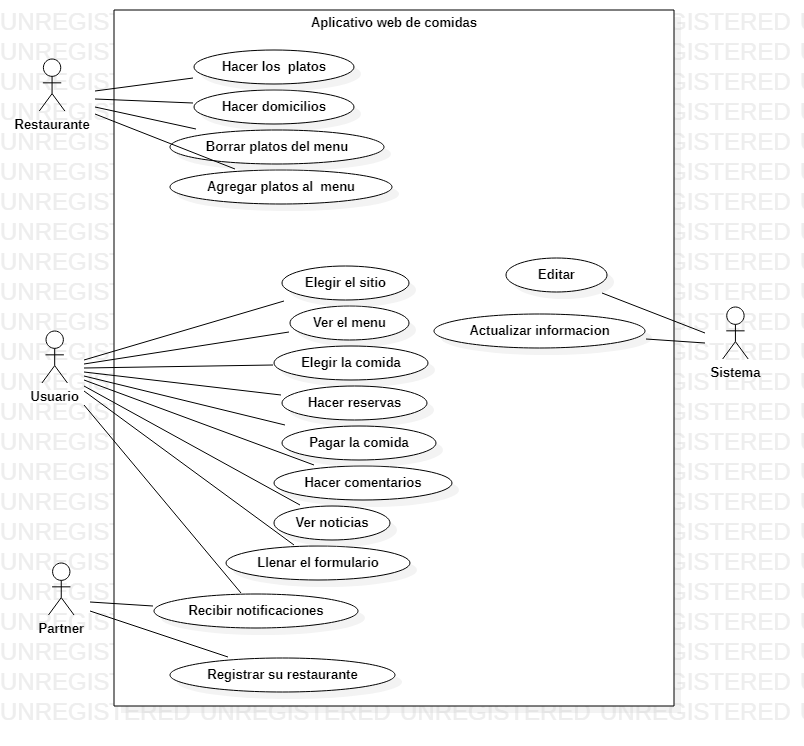 Aplicativo web de comidas
Hacer los  platos
Hacer domicilios
Restaurante
Borrar platos del menu
Agregar platos al  menu
Elegir el sitio
Editar
Ver el menu
Actualizar informacion
Elegir la comida
Sistema
Usuario
Hacer reservas
Pagar la comida
Hacer comentarios
Ver noticias
Llenar el formulario
Recibir notificaciones
Partner
Registrar su restaurante
UNREGISTERED UNREGISTERED UNREGISTERED UNREGISTERED